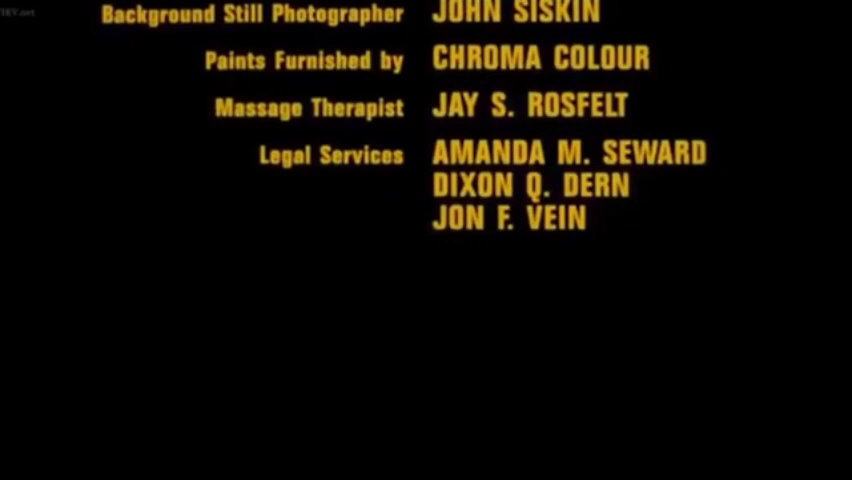 Background Still Photographer JOHN SISKIN
Paints Furnished by CHROMA COLOUR
Massage Therapist JAY S. ROSFELT
Legal Services AMANDA M. SEWARD
DIXON Q. DERN
JON F. VEIN